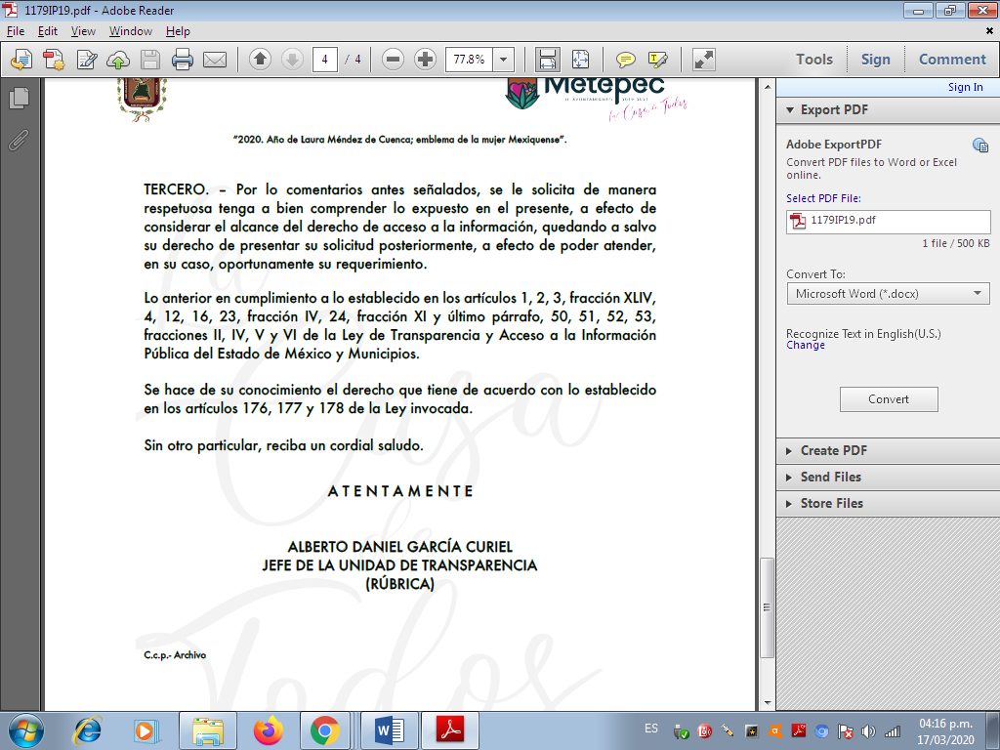 1179IP19.pdf - Adobe Reader
File Edit View Window Help
4 / 4
77.8%
Tools
Sign
Comment
Metepec
La Casa de Todos
"2020. Año de Laura Méndez de Cuenca; emblema de la mujer Mexiquense".
TERCERO. – Por lo comentarios antes señalados, se le solicita de manera
respetuosa tenga a bien comprender lo expuesto en el presente, a efecto de
considerar el alcance del derecho de acceso a la información, quedando a salvo
su derecho de presentar su solicitud posteriormente, a efecto de poder atender,
en su caso, oportunamente su requerimiento.
Lo anterior en cumplimiento a lo establecido en los artículos 1, 2, 3, fracción XLIV,
4, 12, 16, 23, fracción IV, 24, fracción XI y último párrafo, 50, 51, 52, 53,
fracciones II, IV, V y VI de la Ley de Transparencia y Acceso a la Información
Pública del Estado de México y Municipios.
Se hace de su conocimiento el derecho que tiene de acuerdo con lo establecido
en los artículos 176, 177 y 178 de la Ley invocada.
Sin otro particular, reciba un cordial saludo.
A T E N T A M E N T E
ALBERTO DANIEL GARCÍA CURIEL
JEFE DE LA UNIDAD DE TRANSPARENCIA
(RÚBRICA)
C.c.p.- Archivo
La
Casa
de
Todos
Sign In
Export PDF
Adobe ExportPDF
Convert PDF files to Word or Excel
online.
Select PDF File:
1179IP19.pdf
1 file / 500 KB
Convert To:
Microsoft Word (*.docx)
Recognize Text in English(U.S.)
Change
Convert
Create PDF
Send Files
Store Files
ES
04:16 p.m.
17/03/2020